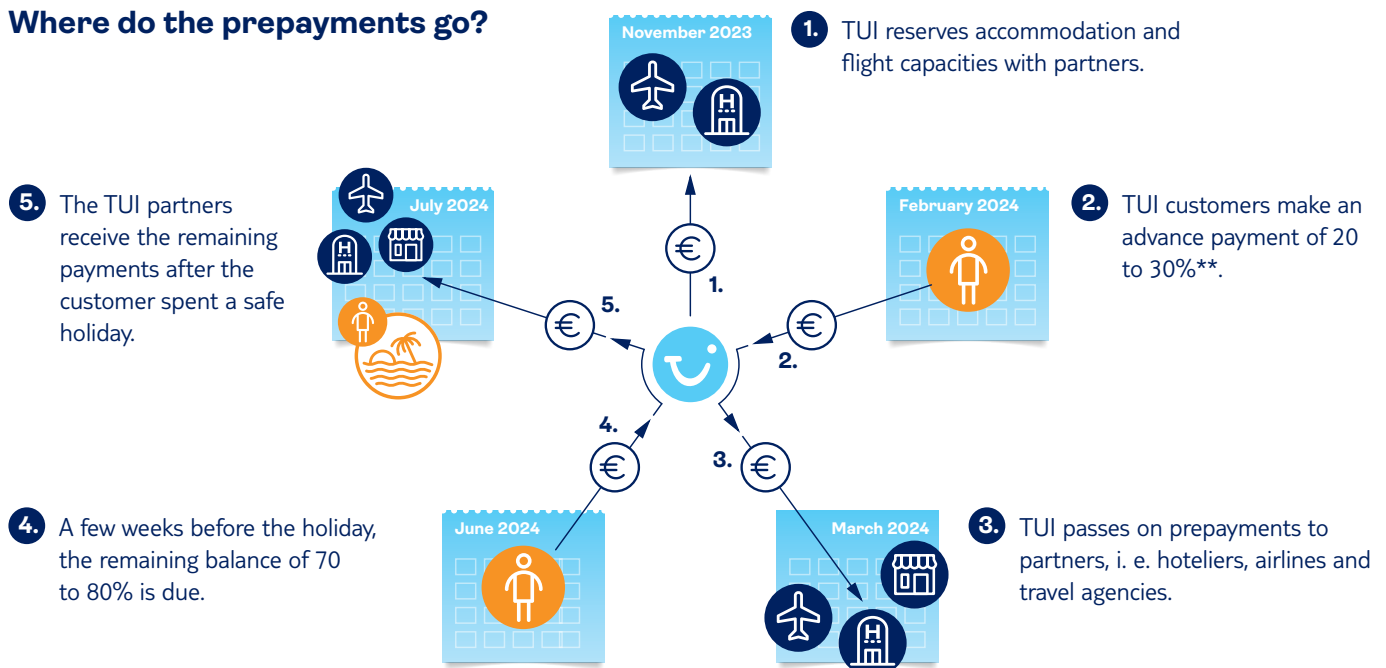 Where do the prepayments go?
November 2023
1. TUI reserves accommodation and
flight capacities with partners.
February 2024
2. TUI customers make an
advance payment of 20
to 30%**.
5. The TUI partners
receive the remaining
payments after the
customer spent a safe
holiday.
July 2024
H
H
€
1.
€
5.
€
2.
4.
€
3.
€
4. A few weeks before the holiday,
the remaining balance of 70
to 80% is due.
June 2024
March 2024
H
3. TUI passes on prepayments to
partners, i. e. hoteliers, airlines and
travel agencies.